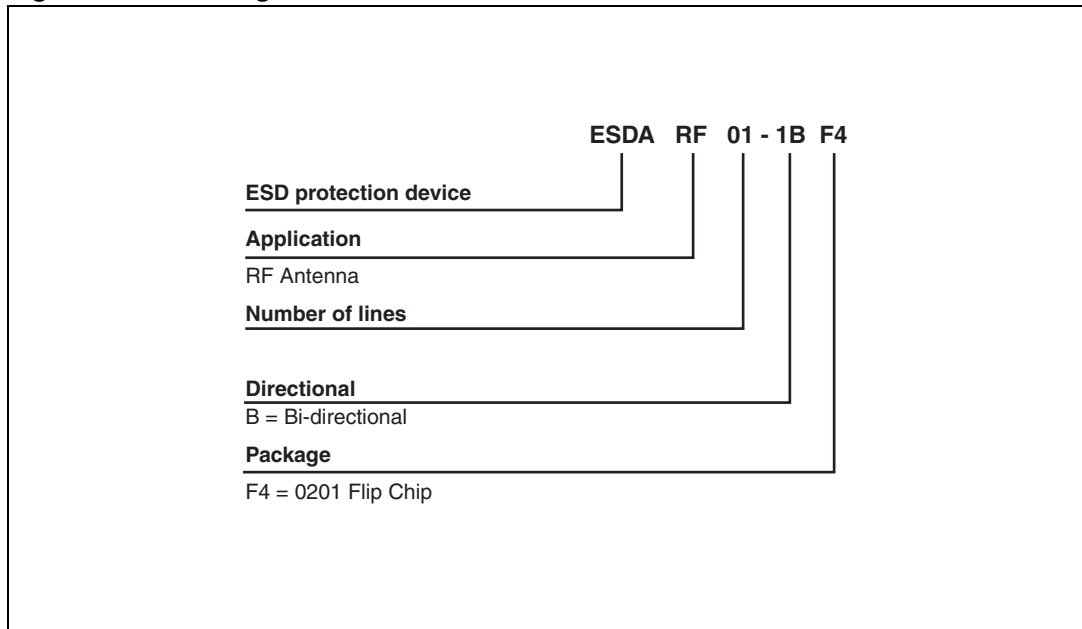 ESDA RF 01 - 1B F4
ESD protection device
Application
RF Antenna
Number of lines
Directional
B = Bi-directional
Package
F4 = 0201 Flip Chip